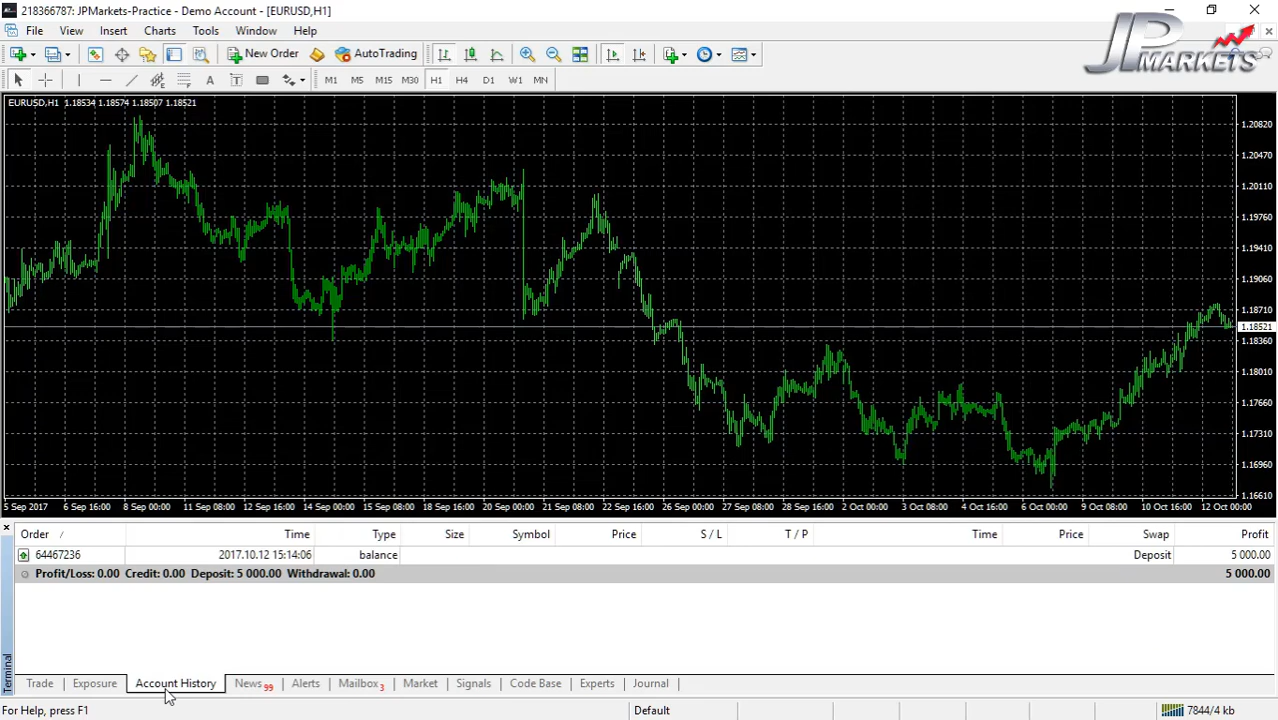 218366787: JPMarkets-Practice - Demo Account - [EURUSD,H1]
JP MARKETS
File View Insert Charts Tools Window Help
New Order AutoTrading
A T M1 M5 M15 M30 H1 H4 D1 W1 MN
EURUSD,H1 1.18534 1.18574 1.18507 1.18521
1.20820
1.20470
1.20110
1.19760
1.19410
1.19060
1.18710
1.18521
1.18360
1.18010
1.17660
1.17310
1.16960
1.16610
5 Sep 2017 6 Sep 16:00 8 Sep 00:00 11 Sep 08:00 12 Sep 16:00 14 Sep 00:00 15 Sep 08:00 18 Sep 16:00 20 Sep 00:00 21 Sep 08:00 22 Sep 16:00 26 Sep 00:00 27 Sep 08:00 28 Sep 16:00 2 Oct 00:00 3 Oct 08:00 4 Oct 16:00 6 Oct 00:00 9 Oct 08:00 10 Oct 16:00 12 Oct 00:00
Order / Time Type Size Symbol Price S / L T / P Time Price Swap Profit
64467236 2017.10.12 15:14:06 balance Deposit 5 000.00
Profit/Loss: 0.00 Credit: 0.00 Deposit: 5 000.00 Withdrawal: 0.00 5 000.00
Terminal
Trade Exposure Account History News 99 Alerts Mailbox 3 Market Signals Code Base Experts Journal
For Help, press F1 Default 7844/4 kb